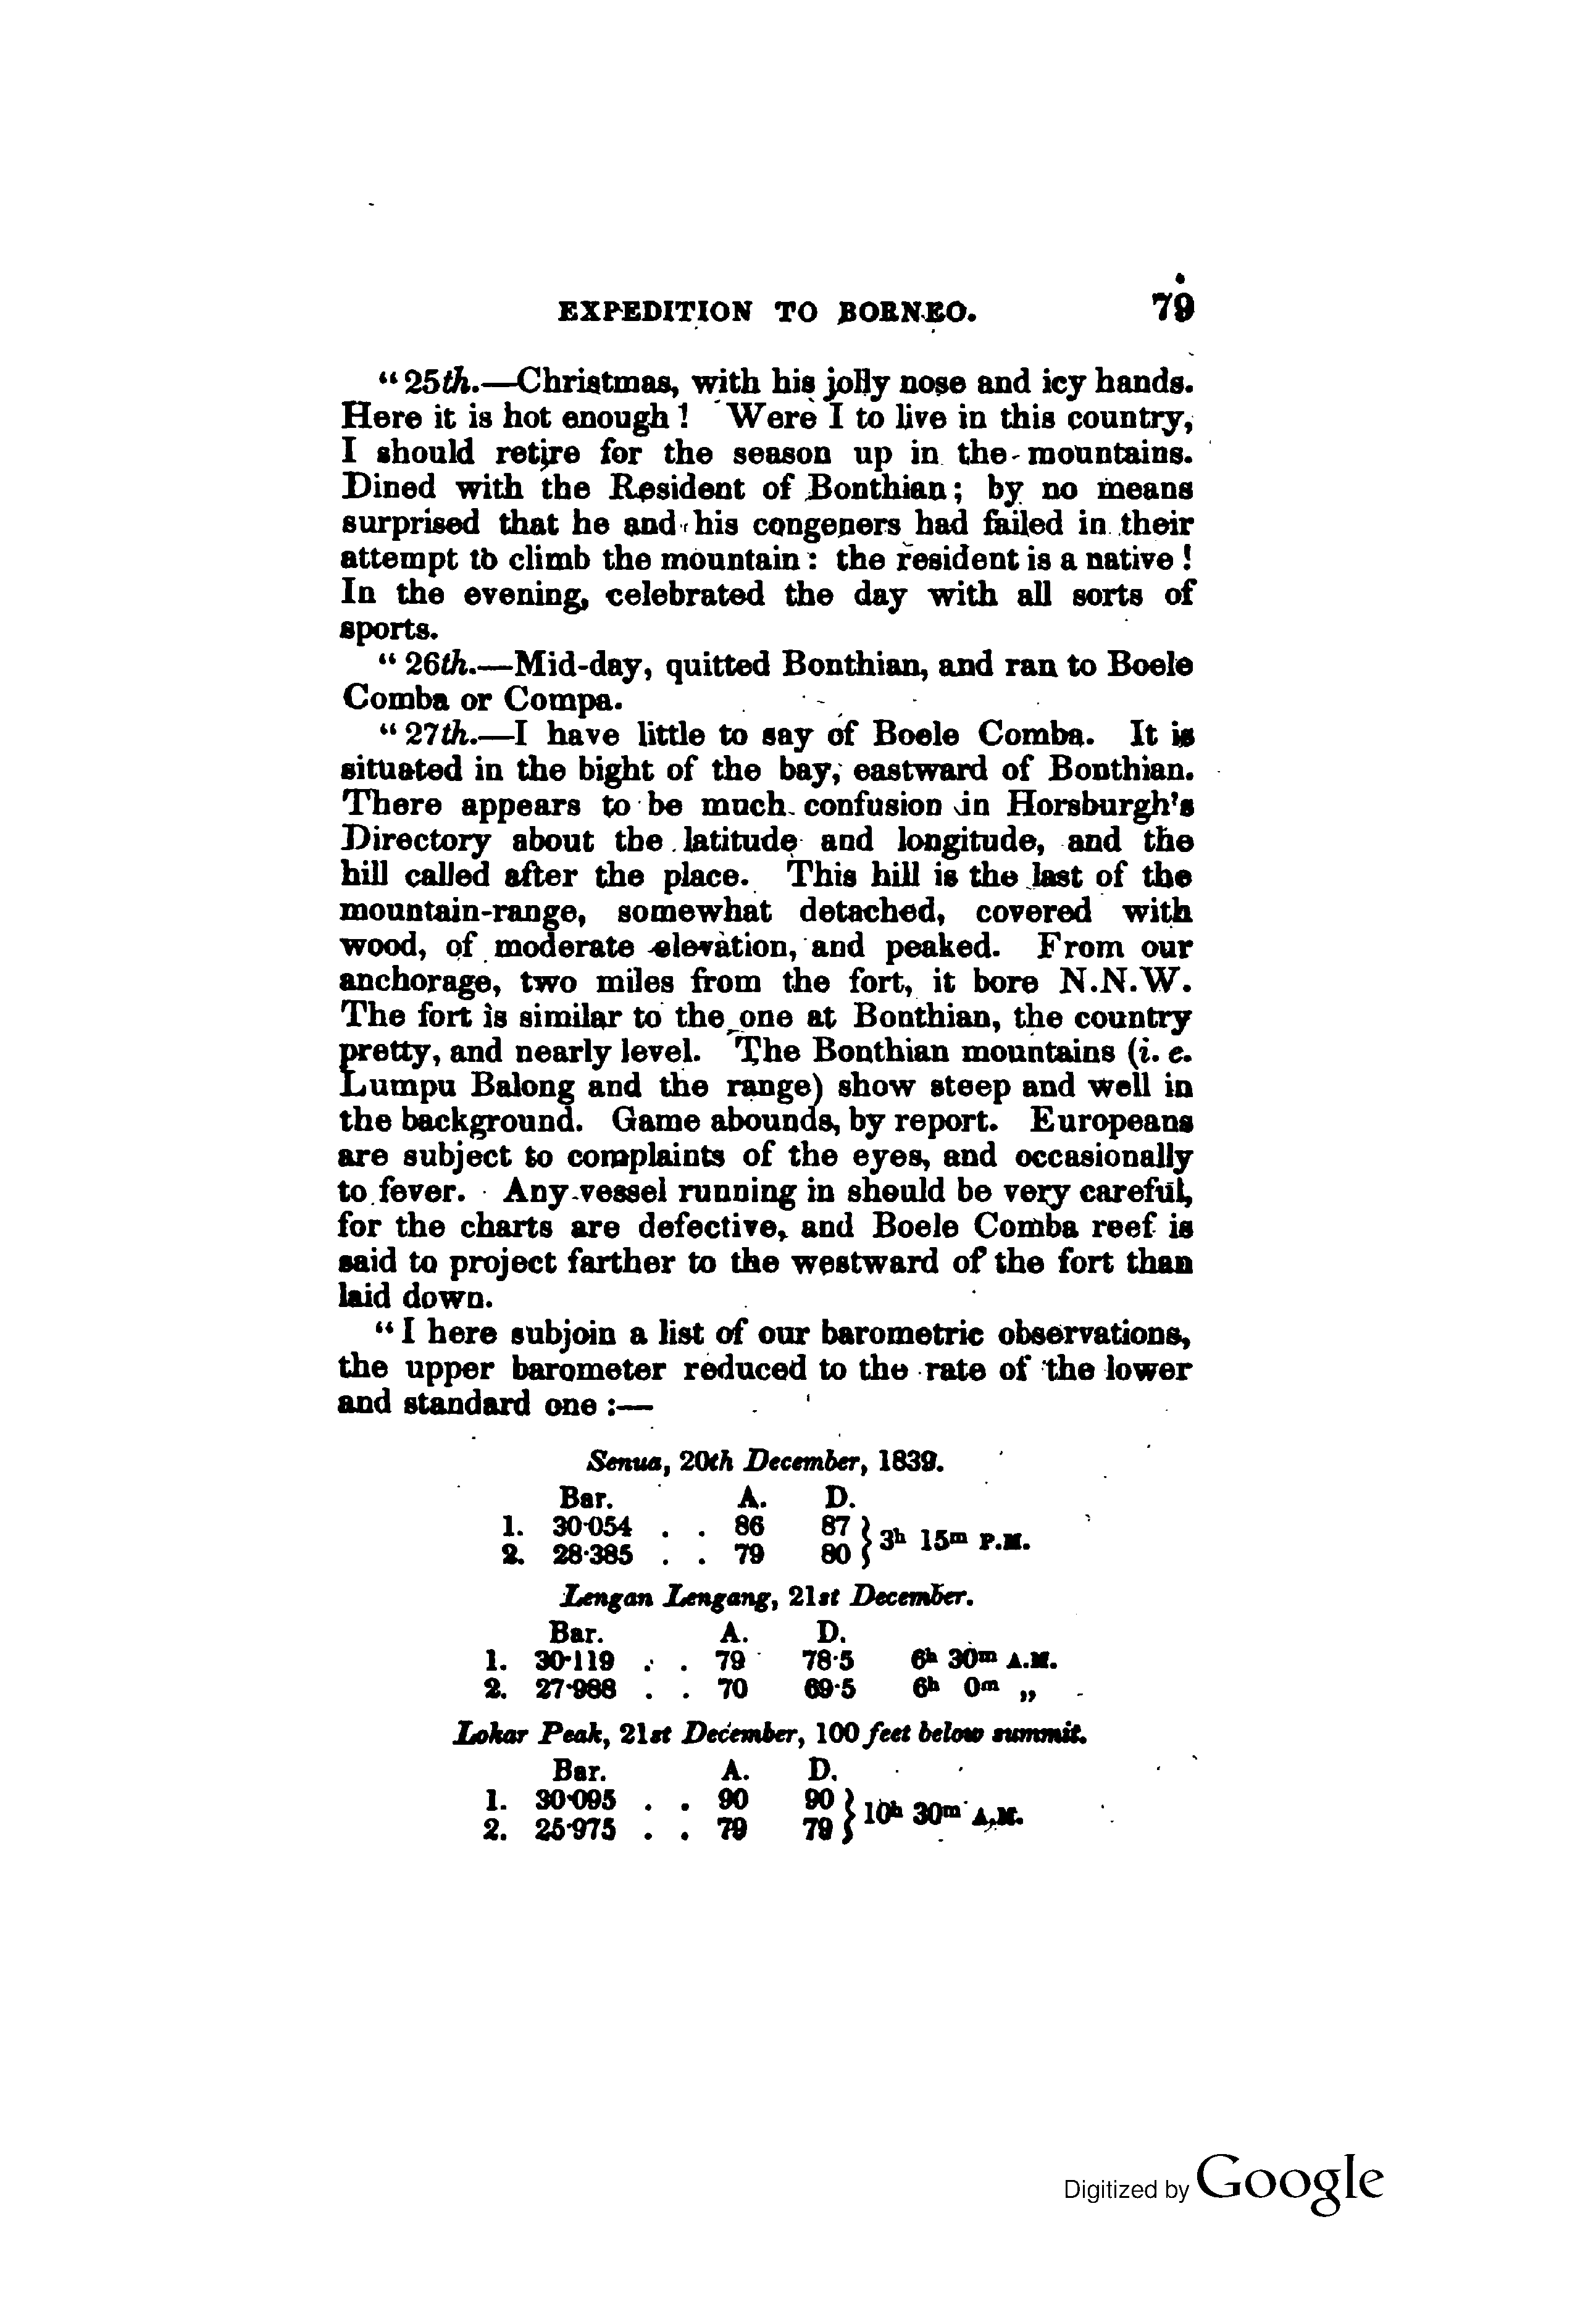 EXPEDITION TO BORNEO. 79
“25th.—Christmas, with his jolly nose and icy hands.
Here it is hot enough! Were I to live in this country,
I should retire for the season up in the mountains.
Dined with the Resident of Bonthian; by no means
surprised that he and his congeners had failed in their
attempt to climb the mountain: the resident is a native!
In the evening, celebrated the day with all sorts of
sports.
“26th.—Mid-day, quitted Bonthian, and ran to Boele
Comba or Compa.
“27th.—I have little to say of Boele Comba. It is
situated in the bight of the bay, eastward of Bonthian.
There appears to be much confusion in Horsburgh's
Directory about the latitude and longitude, and the
hill called after the place. This hill is the last of the
mountain-range, somewhat detached, covered with
wood, of moderate elevation, and peaked. From our
anchorage, two miles from the fort, it bore N.N.W.
The fort is similar to the one at Bonthian, the country
pretty, and nearly level. The Bonthian mountains (i. e.
Lumpu Balong and the range) show steep and well in
the background. Game abounds, by report. Europeans
are subject to complaints of the eyes, and occasionally
to fever. Any vessel running in should be very careful,
for the charts are defective, and Boele Comba reef is
said to project farther to the westward of the fort than
laid down.
“I here subjoin a list of our barometric observations,
the upper barometer reduced to the rate of the lower
and standard one:—
Senua, 20th December, 1839.
Bar. A. D.
1. 30·054 . . 86 87 } 3h 15m P.M.
2. 28·385 . . 79 80
Lengan Lengang, 21st December.
Bar. A. D.
1. 30·119 . . 79 78·5 6h 30m A.M.
2. 27·988 . . 70 69·5 6h 0m „
Lokar Peak, 21st December, 100 feet below summit.
Bar. A. D.
1. 30·095 . . 90 90 } 10h 30m A.M.
2. 25·975 . . 79 79
Digitized by Google